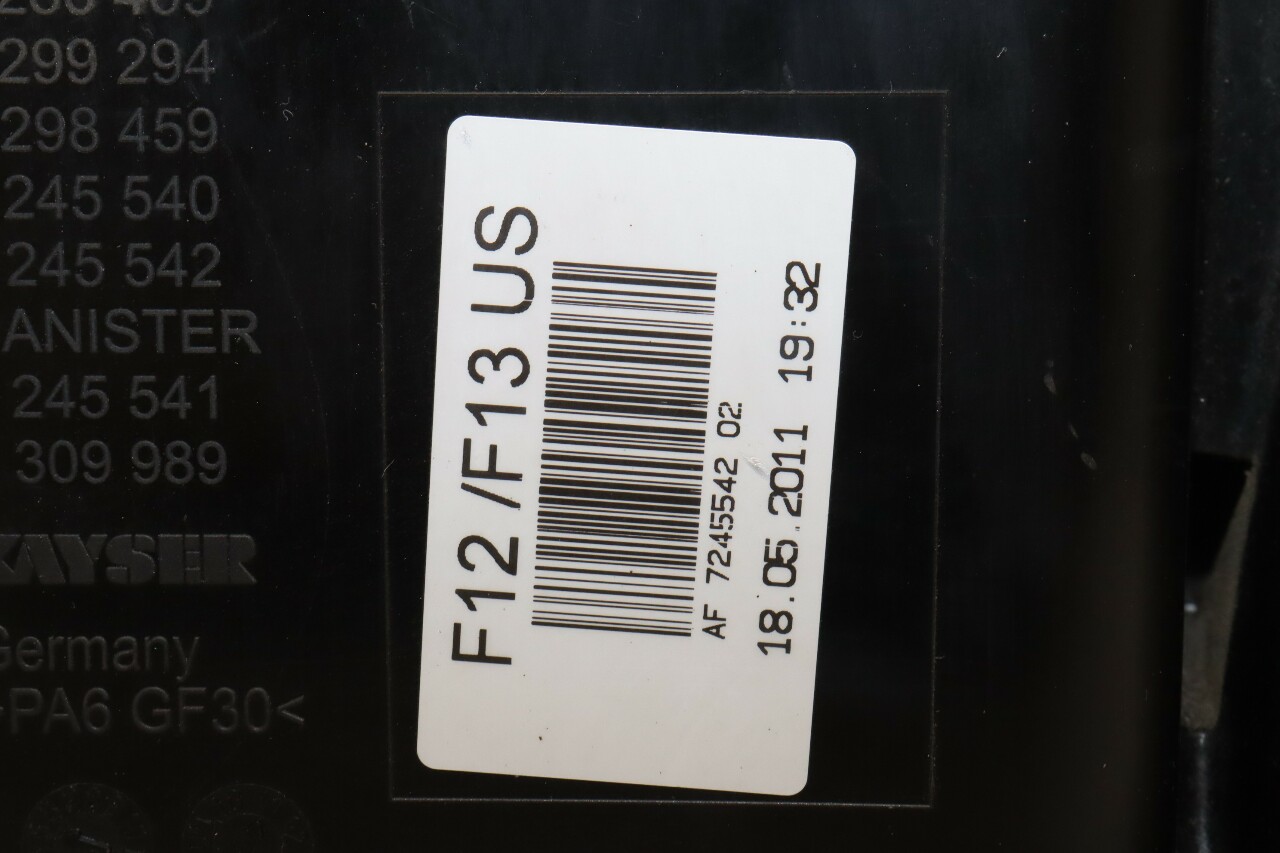 299 294
298 459
245 540
245 542
ANISTER
245 541
309 989
KAYSER
Germany
>PA6 GF30<
F12 /F13 US
AF 7245542 02
18.05.2011 19:32